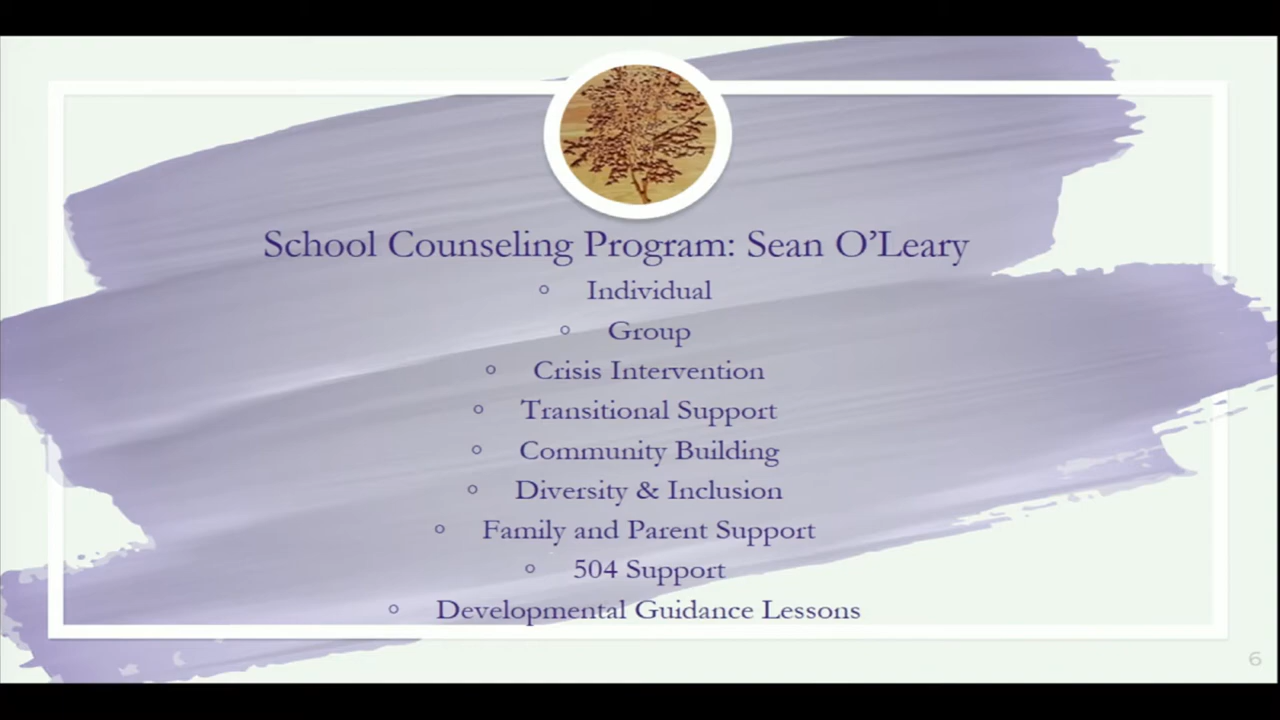 School Counseling Program: Sean O’Leary
◦ Individual
◦ Group
◦ Crisis Intervention
◦ Transitional Support
◦ Community Building
◦ Diversity & Inclusion
◦ Family and Parent Support
◦ 504 Support
◦ Developmental Guidance Lessons
6